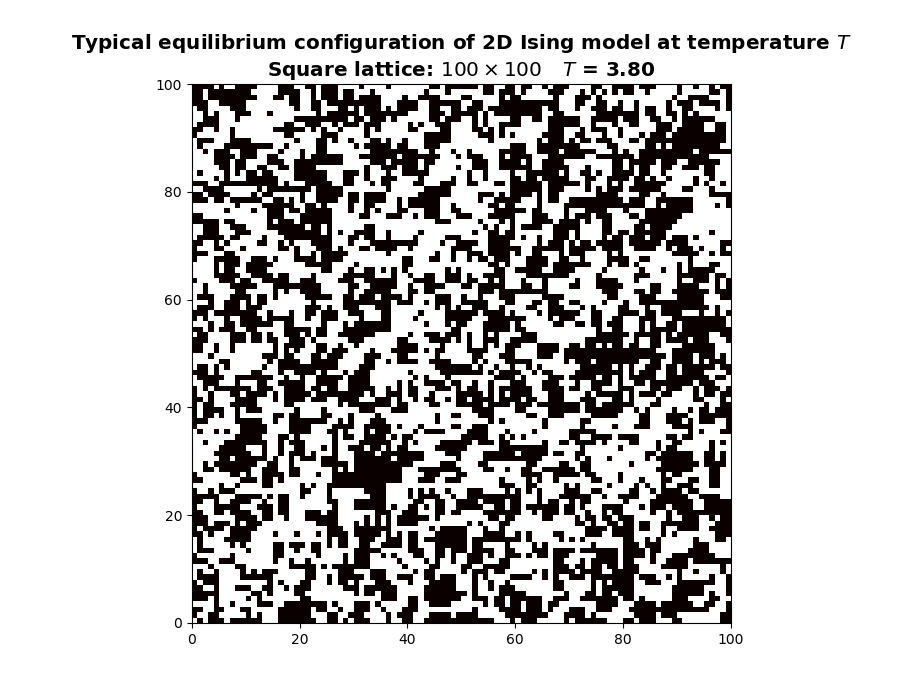 Typical equilibrium configuration of 2D Ising model at temperature T
Square lattice: 100 × 100 T = 3.80
100
80
60
40
20
0
0 20 40 60 80 100